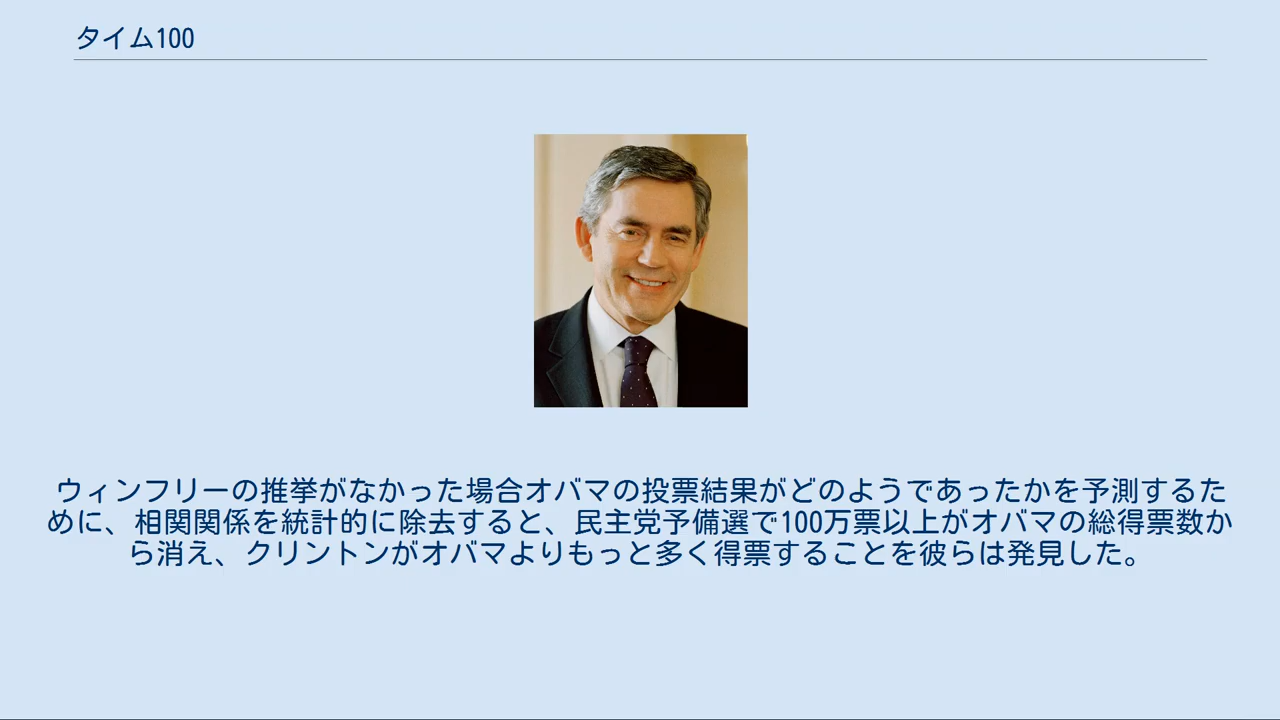 タイム100
ウィンフリーの推挙がなかった場合オバマの投票結果がどのようであったかを予測するた
めに、相関関係を統計的に除去すると、民主党予備選で100万票以上がオバマの総得票数か
ら消え、クリントンがオバマよりもっと多く得票することを彼らは発見した。